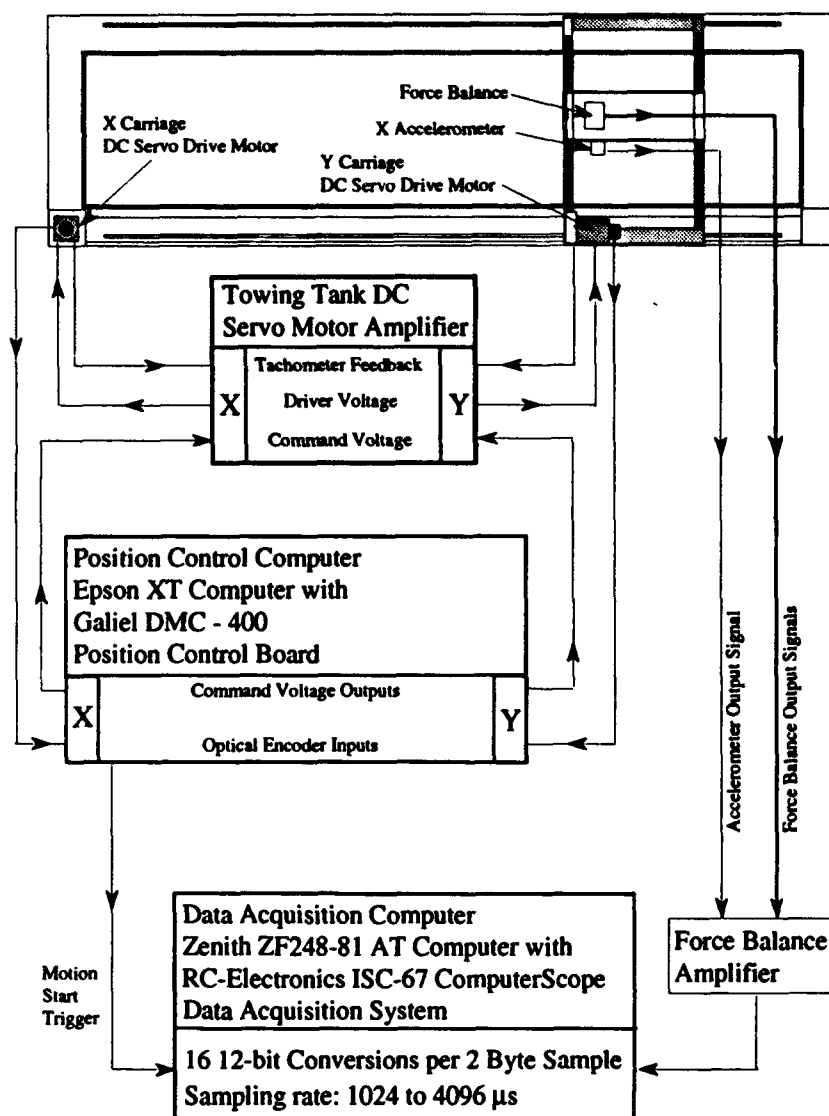 Force Balance
X Accelerometer
X Carriage
DC Servo Drive Motor
Y Carriage
DC Servo Drive Motor
Towing Tank DC
Servo Motor Amplifier
X
Tachometer Feedback
Driver Voltage
Command Voltage
Y
Position Control Computer
Epson XT Computer with
Galiel DMC - 400
Position Control Board
X
Command Voltage Outputs
Optical Encoder Inputs
Y
Accelerometer Output Signal
Force Balance Output Signals
Force Balance
Amplifier
Motion
Start
Trigger
Data Acquisition Computer
Zenith ZF248-81 AT Computer with
RC-Electronics ISC-67 ComputerScope
Data Acquisition System
16 12-bit Conversions per 2 Byte Sample
Sampling rate: 1024 to 4096 μs